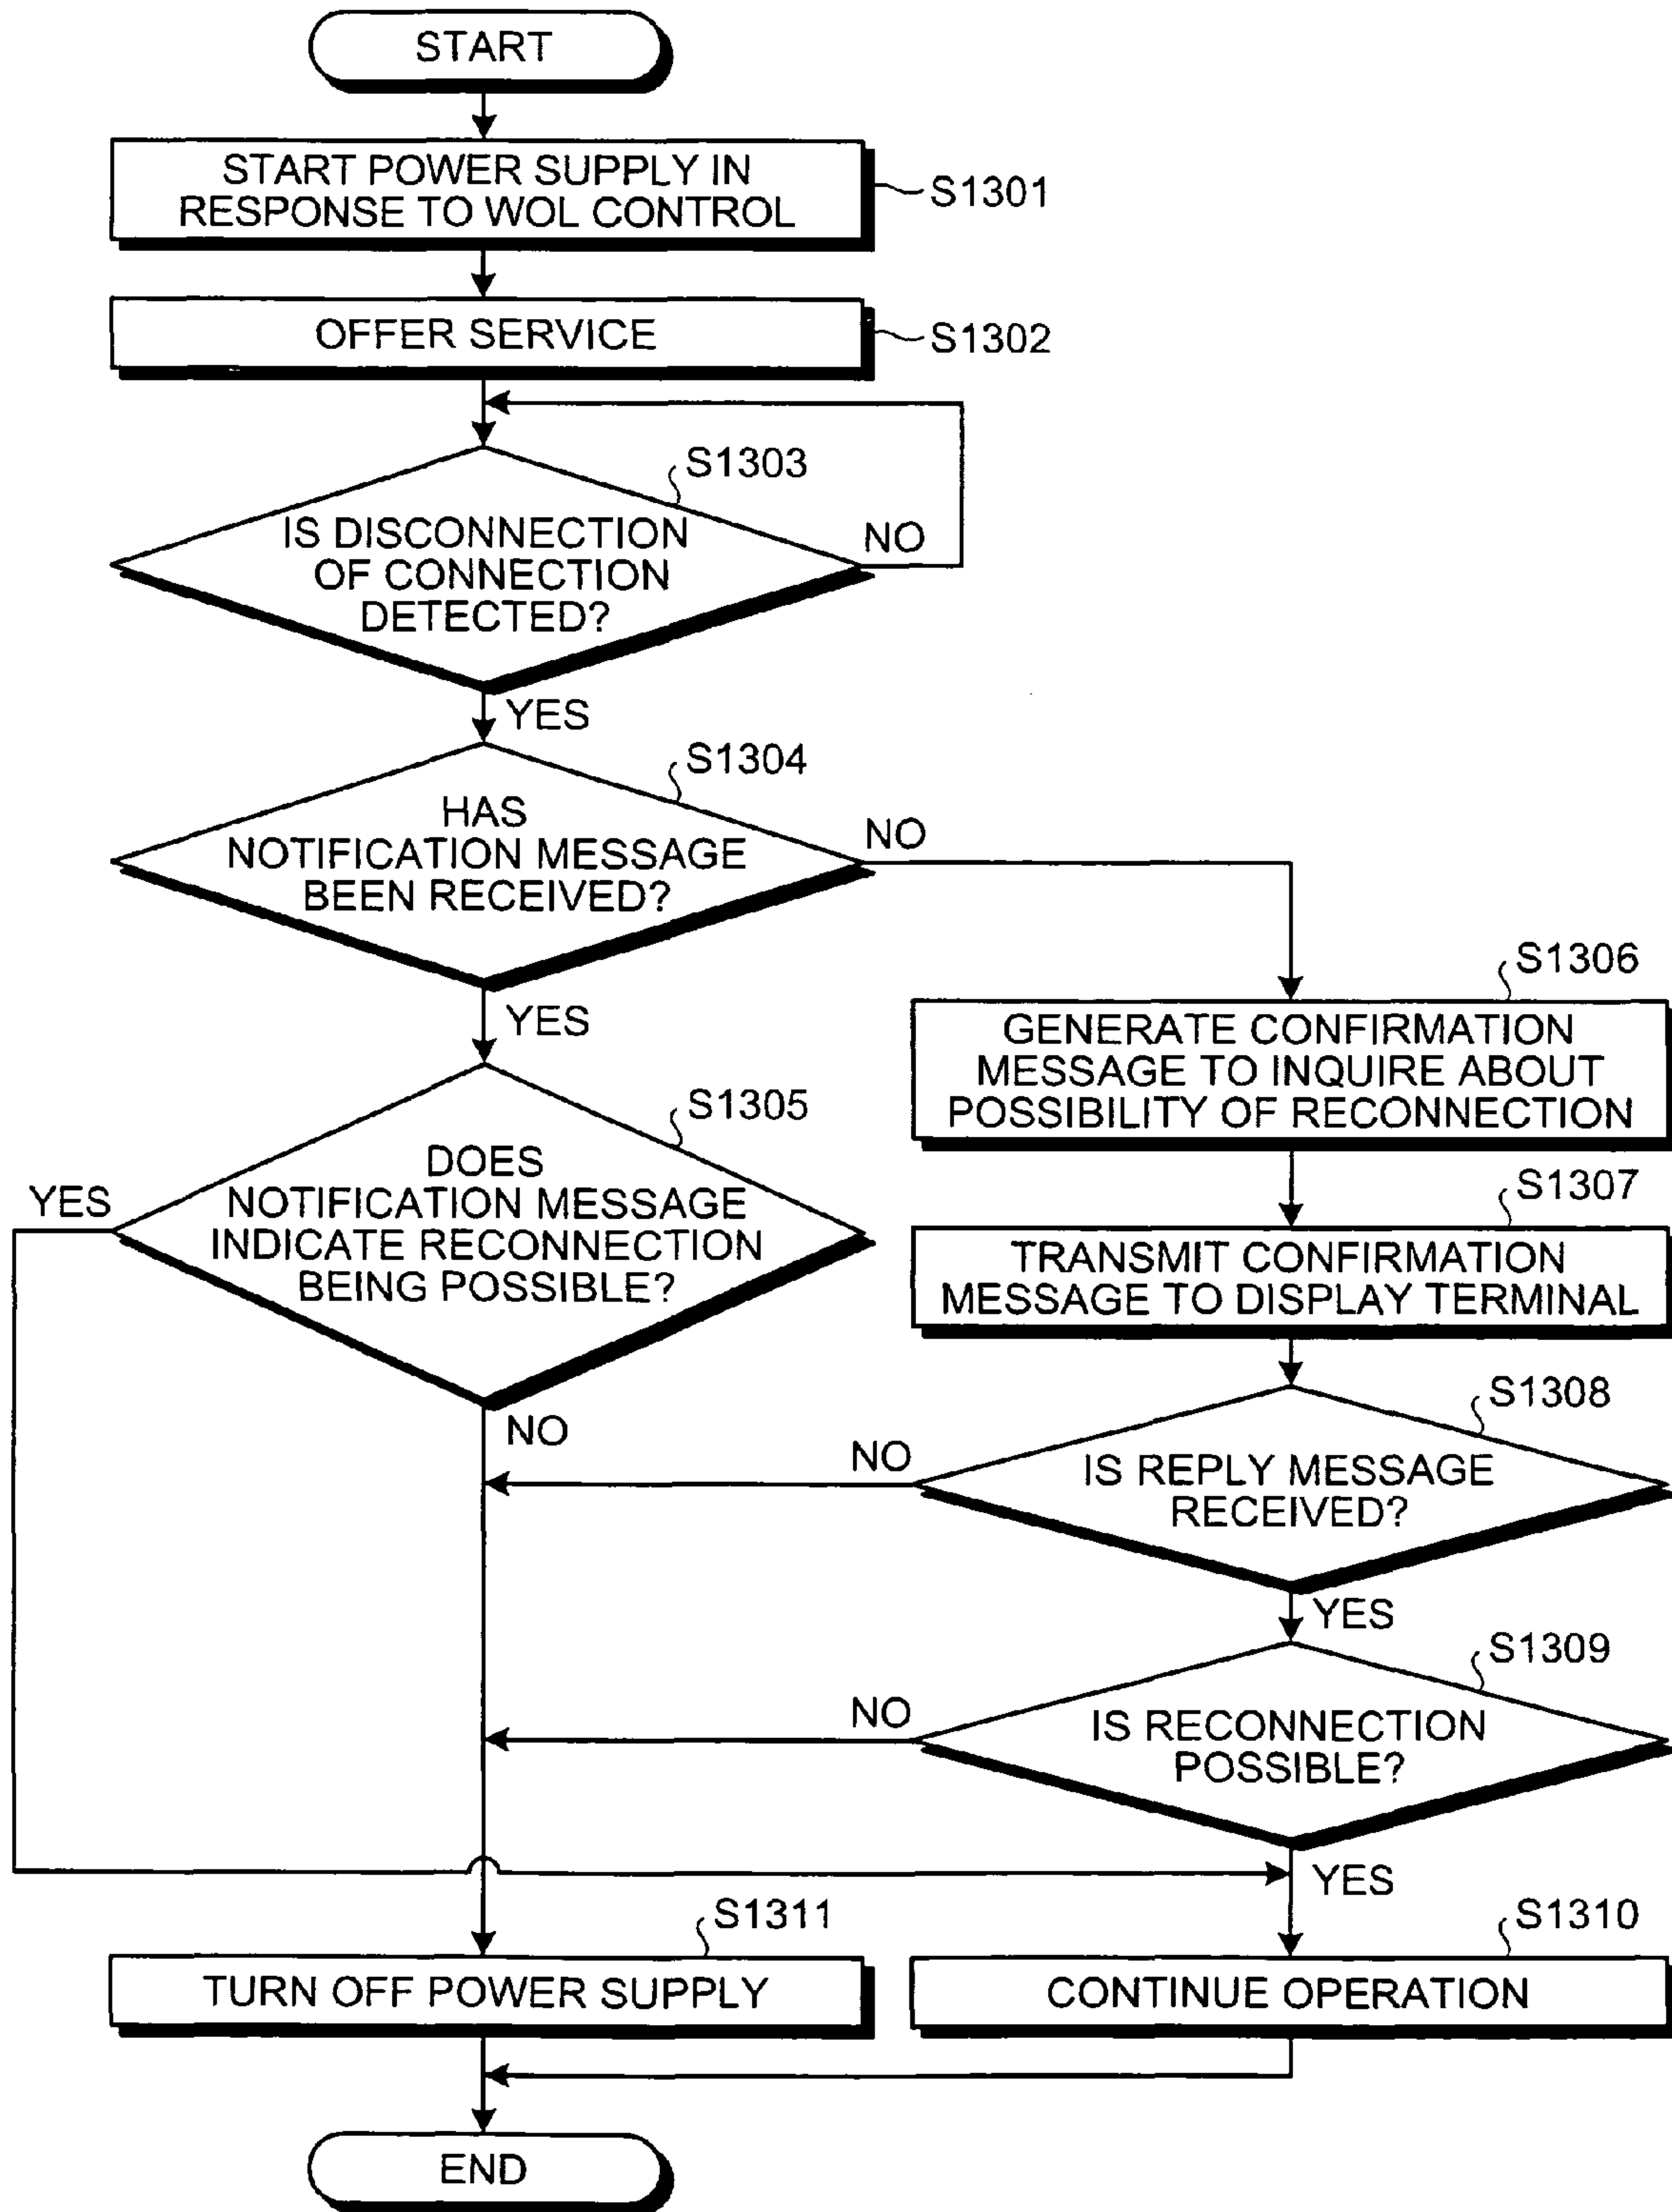 START
START POWER SUPPLY IN
RESPONSE TO WOL CONTROL
S1301
OFFER SERVICE
S1302
S1303
IS DISCONNECTION
OF CONNECTION
DETECTED?
NO
YES
S1304
HAS
NOTIFICATION MESSAGE
BEEN RECEIVED?
NO
YES
S1305
DOES
NOTIFICATION MESSAGE
INDICATE RECONNECTION
BEING POSSIBLE?
YES
NO
S1306
GENERATE CONFIRMATION
MESSAGE TO INQUIRE ABOUT
POSSIBILITY OF RECONNECTION
S1307
TRANSMIT CONFIRMATION
MESSAGE TO DISPLAY TERMINAL
S1308
IS REPLY MESSAGE
RECEIVED?
NO
YES
S1309
IS RECONNECTION
POSSIBLE?
NO
YES
S1311
TURN OFF POWER SUPPLY
S1310
CONTINUE OPERATION
END